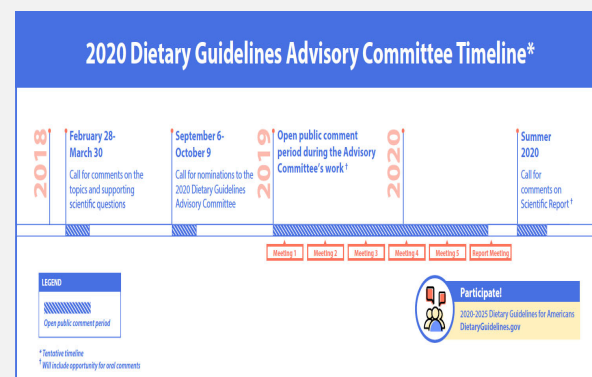 2020 Dietary Guidelines Advisory Committee Timeline*
2018
February 28-
March 30
Call for comments on the
topics and supporting
scientific questions
September 6-
October 9
Call for nominations to the
2020 Dietary Guidelines
Advisory Committee
2019
Open public comment
period during the Advisory
Committee's work †
2020
Summer
2020
Call for
comments on
Scientific Report †
Meeting 1
Meeting 2
Meeting 3
Meeting 4
Meeting 5
Report Meeting
LEGEND
Open public comment period
* Tentative timeline
† Will include opportunity for oral comments
Participate!
2020-2025 Dietary Guidelines for Americans
DietaryGuidelines.gov